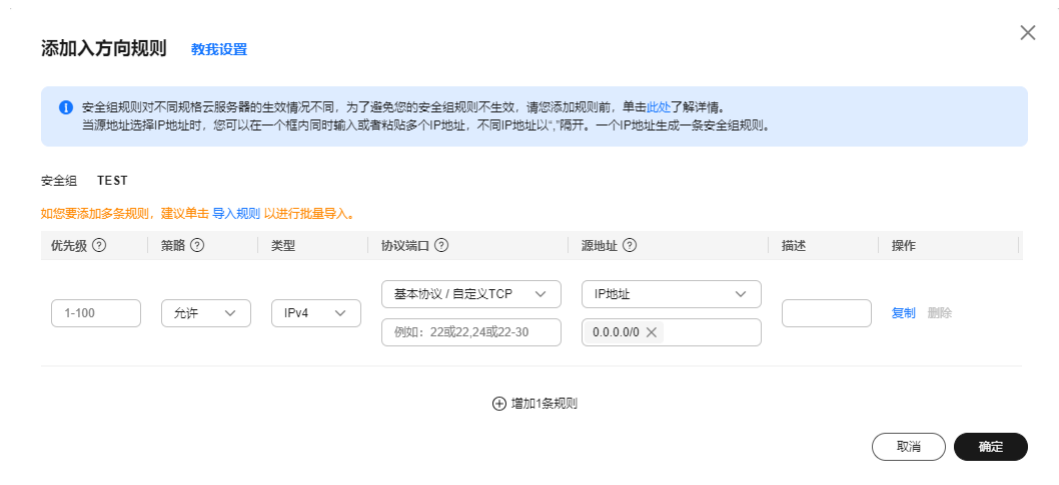 添加入方向规则 教我设置
安全组规则对不同规格云服务器的生效情况不同，为了避免您的安全组规则不生效，请您添加规则前，单击此处了解详情。
当源地址选择IP地址时，您可以在一个框内同时输入或者粘贴多个IP地址，不同IP地址以“,”隔开。一个IP地址生成一条安全组规则。
安全组 TEST
如您要添加多条规则，建议单击 导入规则 以进行批量导入。
优先级 ? 策略 ? 类型 协议端口 ? 源地址 ? 描述 操作
基本协议 / 自定义TCP IP地址
1-100 允许 IPv4 复制 删除
例如：22或22,24或22-30 0.0.0.0/0
增加1条规则
取消 确定